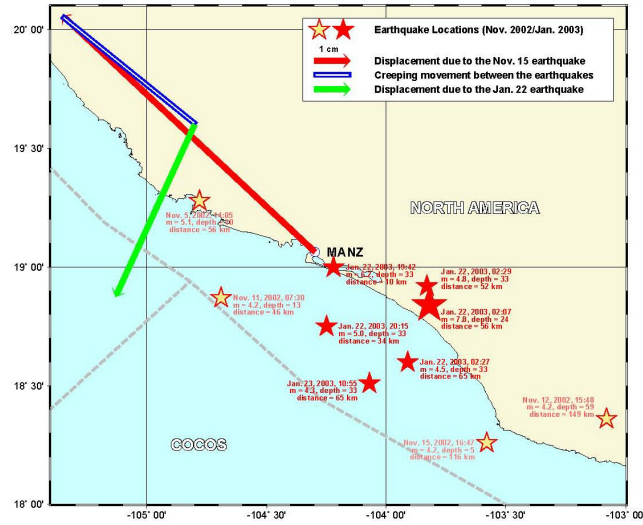 20° 00'
19° 30'
19° 00'
18° 30'
18° 00'
Earthquake Locations (Nov. 2002/Jan. 2003)
1 cm
Displacement due to the Nov. 15 earthquake
Creeping movement between the earthquakes
Displacement due to the Jan. 22 earthquake
NORTH AMERICA
Nov. 5, 2002, 14:05
m = 5.1, depth =
distance = 56 km
MANZ
Jan. 22, 2003, 19:42
m = 5.2, depth = 33
distance = 10 km
Jan. 22, 2003, 02:29
m = 4.8, depth = 33
distance = 52 km
Nov. 11, 2002, 07:30
m = 4.2, depth = 13
distance = 46 km
Jan. 22, 2003, 02:07
m = 7.8, depth = 24
distance = 56 km
Jan. 22, 2003, 20:15
m = 5.0, depth = 33
distance = 34 km
Jan. 22, 2003, 02:27
m = 4.5, depth = 33
distance = 65 km
Jan. 23, 2003, 10:55
m = 4.3, depth = 33
distance = 65 km
Nov. 12, 2002, 15:48
m = 4.2, depth = 59
distance = 149 km
Nov. 15, 2002, 16:47
m = 4.2, depth = 5
distance = 116 km
COCOS
-105° 00'
-104° 30'
-104° 00'
-103° 30'
-103° 00'